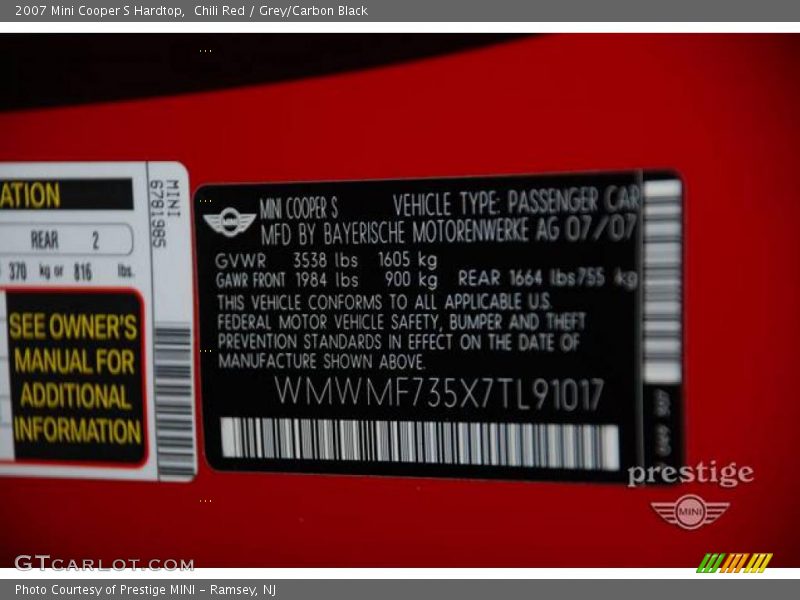 2007 Mini Cooper S Hardtop,  Chili Red / Grey/Carbon Black
ATION
REAR 2
370 kg or 816 lbs.
SEE OWNER'S
MANUAL FOR
ADDITIONAL
INFORMATION
MINI
6781985
MINI
MINI COOPER S VEHICLE TYPE: PASSENGER CAR
MFD BY BAYERISCHE MOTORENWERKE AG 07/07
GVWR 3538 lbs 1605 kg
GAWR FRONT 1984 lbs 900 kg REAR 1664 lbs 755 kg
THIS VEHICLE CONFORMS TO ALL APPLICABLE U.S.
FEDERAL MOTOR VEHICLE SAFETY, BUMPER AND THEFT
PREVENTION STANDARDS IN EFFECT ON THE DATE OF
MANUFACTURE SHOWN ABOVE.
WMWMF735X7TL91017
prestige
MINI
GTCARLOT.COM
Photo Courtesy of Prestige MINI - Ramsey, NJ